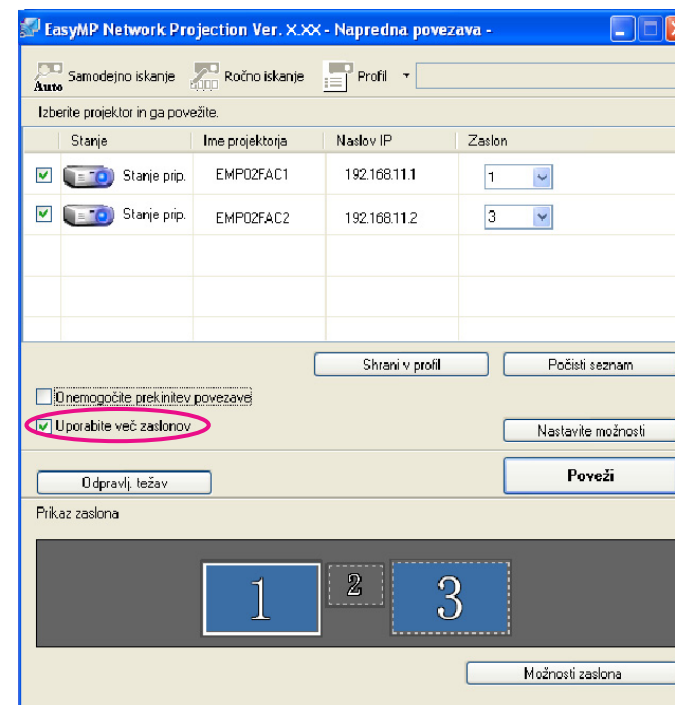 EasyMP Network Projection Ver. X.XX - Napredna povezava -
Auto Samodejno iskanje Ročno iskanje Profil
Izberite projektor in ga povežite.
Stanje Ime projektorja Naslov IP Zaslon
Stanje prip. EMP02FAC1 192.168.11.1 1
Stanje prip. EMP02FAC2 192.168.11.2 3
Shrani v profil Počisti seznam
Onemogočite prekinitev povezave
Uporabite več zaslonov
Nastavite možnosti
Odpravlj. težav Poveži
Prikaz zaslona
1 2 3
Možnosti zaslona